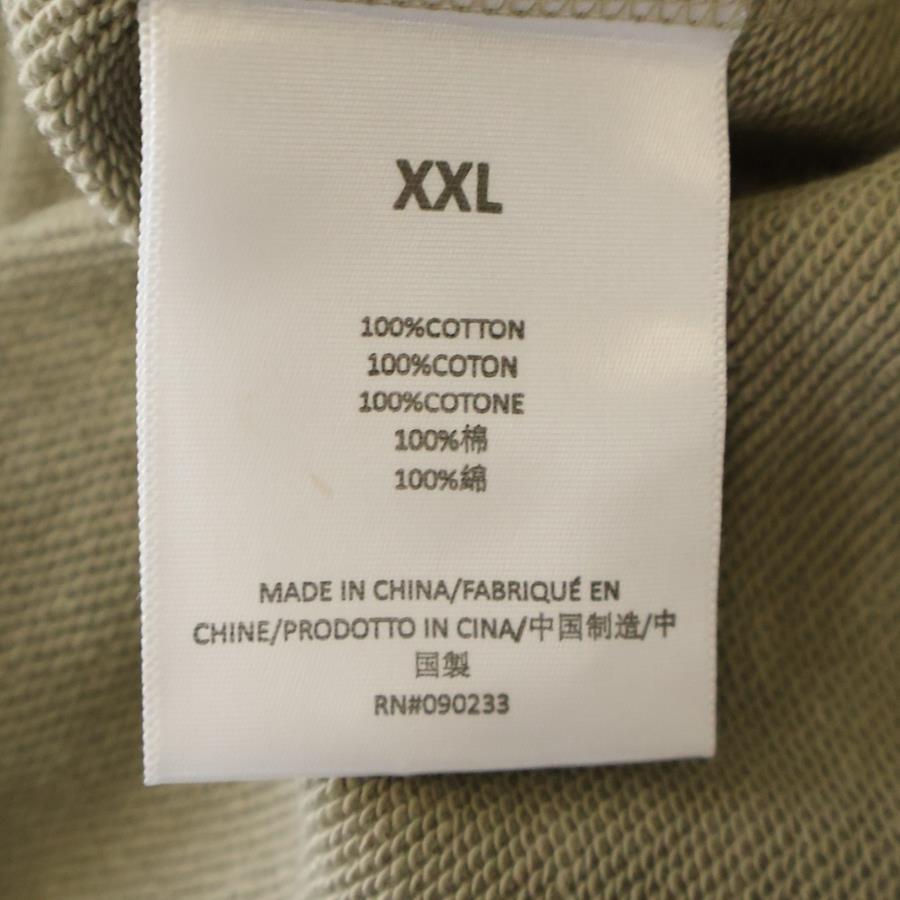 XXL
100%COTTON
100%COTON
100%COTONE
100%棉
100%綿
MADE IN CHINA/FABRIQUÉ EN
CHINE/PRODOTTO IN CINA/中国制造/中
国製
RN#090233